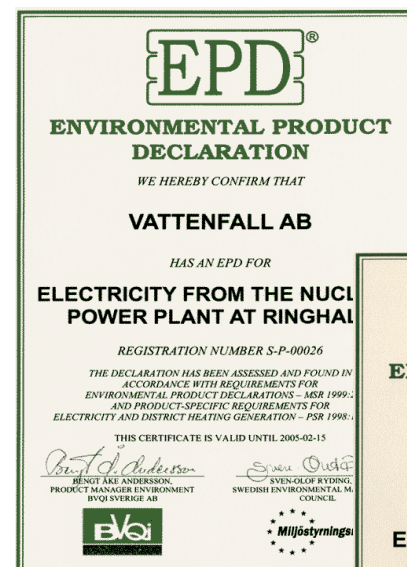 EPD®
ENVIRONMENTAL PRODUCT
DECLARATION
WE HEREBY CONFIRM THAT
VATTENFALL AB
HAS AN EPD FOR
ELECTRICITY FROM THE NUCL
POWER PLANT AT RINGHAL
REGISTRATION NUMBER S-P-00026
THE DECLARATION HAS BEEN ASSESSED AND FOUND IN
ACCORDANCE WITH REQUIREMENTS FOR
ENVIRONMENTAL PRODUCT DECLARATIONS – MSR 1999:2
AND PRODUCT-SPECIFIC REQUIREMENTS FOR
ELECTRICITY AND DISTRICT HEATING GENERATION – PSR 1998:1
THIS CERTIFICATE IS VALID UNTIL 2005-02-15
BENGT ÅKE ANDERSSON,
PRODUCT MANAGER ENVIRONMENT
BVQI SVERIGE AB
SVEN-OLOF RYDING,
SWEDISH ENVIRONMENTAL MA
COUNCIL
BVQi
Miljöstyrningsr
E
E